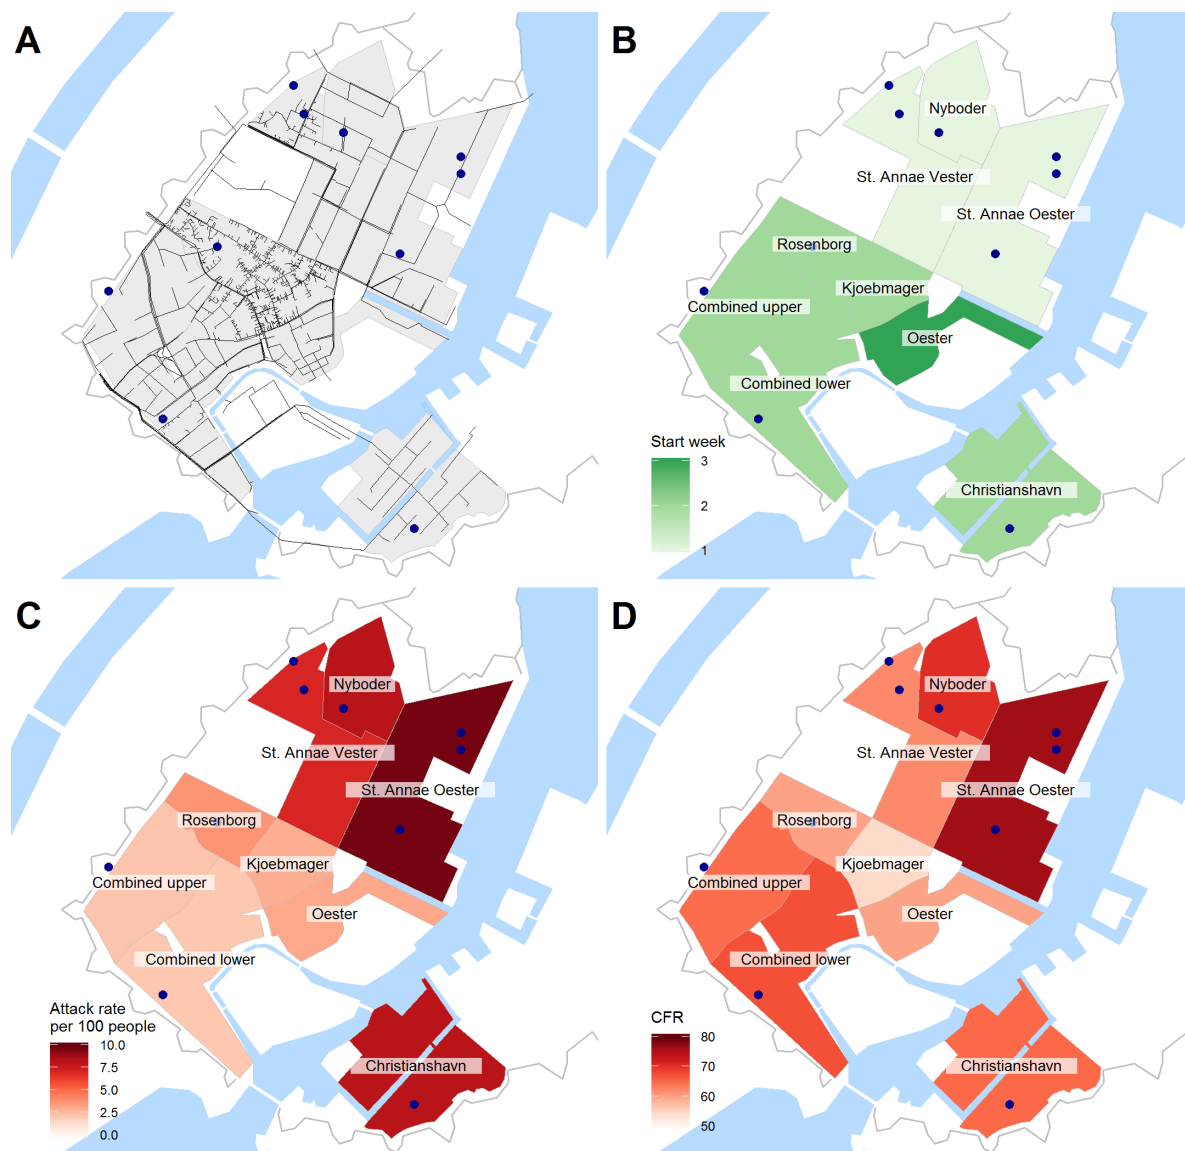 A
B
Nyboder
St. Annae Vester
St. Annae Oester
Rosenborg
Kjoebmager
Combined upper
Oester
Combined lower
Start week
3
2
1
Christianshavn
C
Nyboder
St. Annae Vester
St. Annae Oester
Rosenborg
Kjoebmager
Combined upper
Oester
Combined lower
Attack rate
per 100 people
10.0
7.5
5.0
2.5
0.0
Christianshavn
D
Nyboder
St. Annae Vester
St. Annae Oester
Rosenborg
Kjoebmager
Combined upper
Oester
Combined lower
CFR
80
70
60
50
Christianshavn